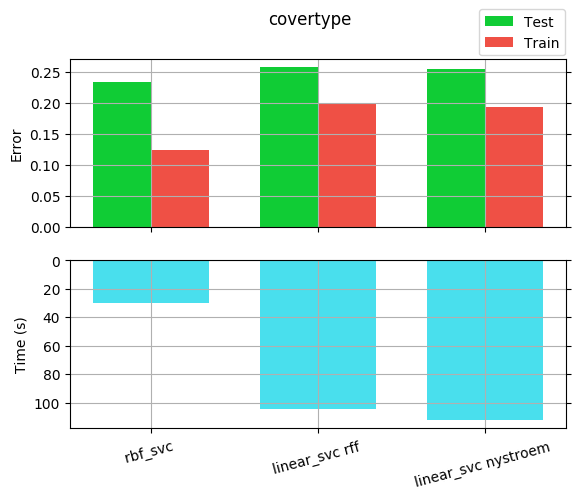 covertype
Test
Train
0.25
0.20
0.15
0.10
0.05
0.00
Error
0
20
40
60
80
100
Time (s)
rbf_svc
linear_svc rff
linear_svc nystroem